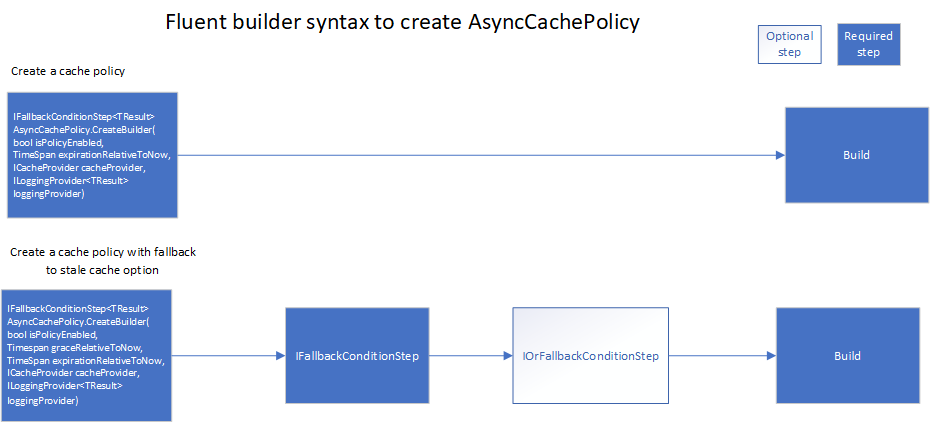 Fluent builder syntax to create AsyncCachePolicy
Optional
step
Required
step
Create a cache policy
IFallbackConditionStep<TResult>
AsyncCachePolicy.CreateBuilder(
bool isPolicyEnabled,
TimeSpan expirationRelativeToNow,
ICacheProvider cacheProvider,
ILoggingProvider<TResult>
loggingProvider)
Build
Create a cache policy with fallback
to stale cache option
IFallbackConditionStep<TResult>
AsyncCachePolicy.CreateBuilder(
bool isPolicyEnabled,
Timespan graceRelativeToNow,
TimeSpan expirationRelativeToNow,
ICacheProvider cacheProvider,
ILoggingProvider<TResult>
loggingProvider)
IFallbackConditionStep
IOrFallbackConditionStep
Build